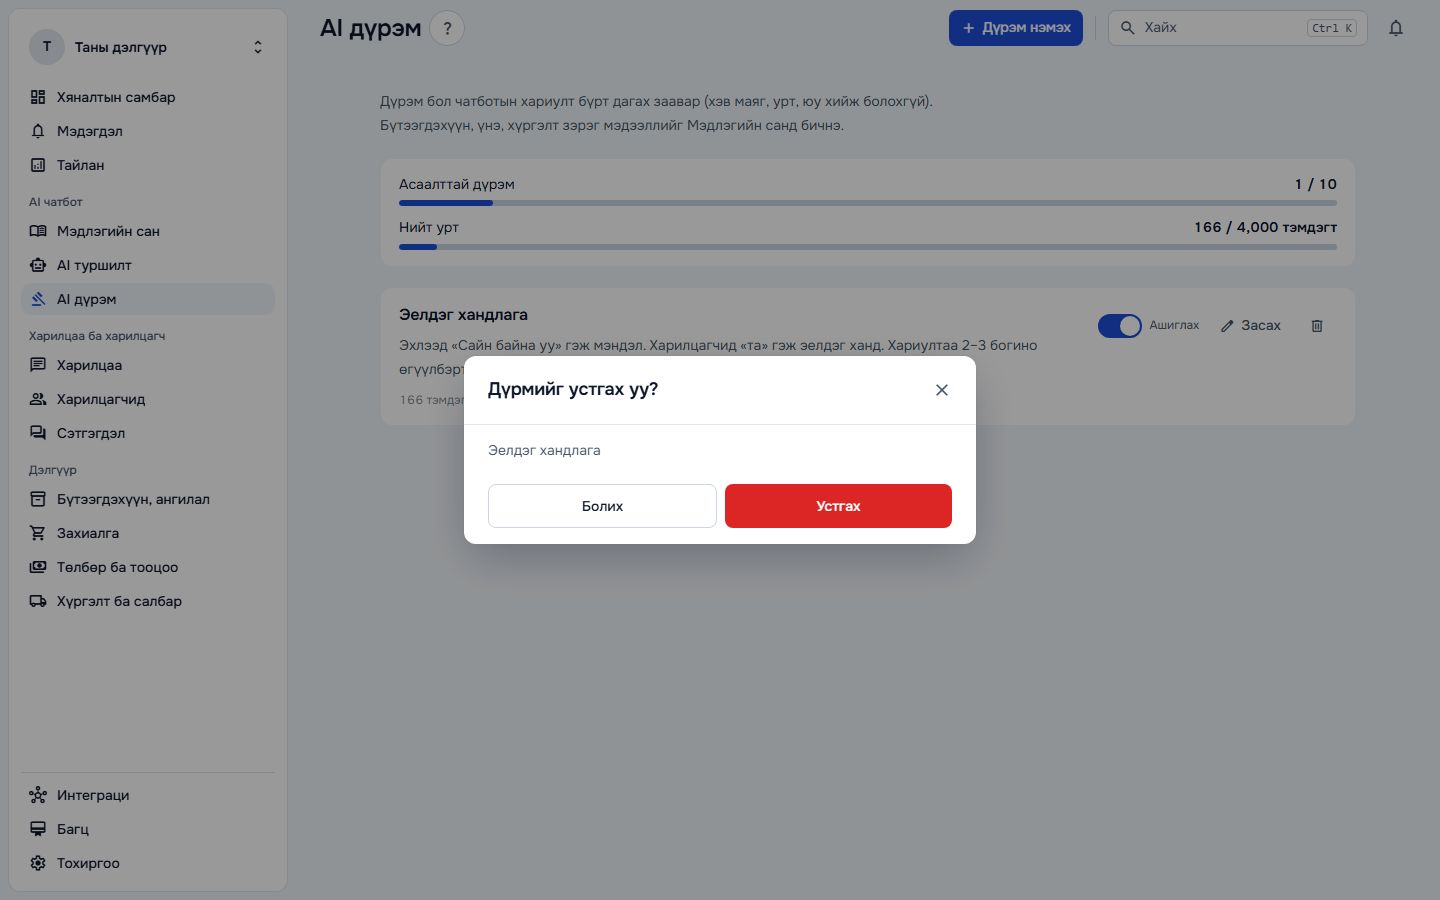 Т
Таны дэлгүүр
Хяналтын самбар
Мэдэгдэл
Тайлан
AI чатбот
Мэдлэгийн сан
AI туршилт
AI дүрэм
Харилцаа ба харилцагч
Харилцаа
Харилцагчид
Сэтгэгдэл
Дэлгүүр
Бүтээгдэхүүн, ангилал
Захиалга
Төлбөр ба тооцоо
Хүргэлт ба салбар
Интеграци
Багц
Тохиргоо
AI дүрэм
?
+ Дүрэм нэмэх
Хайх
Ctrl K
Дүрэм бол чатботын хариулт бүрт дагах заавар (хэв маяг, урт, юу хийж болохгүй).
Бүтээгдэхүүн, үнэ, хүргэлт зэрэг мэдээллийг Мэдлэгийн санд бичнэ.
Асаалттай дүрэм
1 / 10
Нийт урт
166 / 4,000 тэмдэгт
Эелдэг хандлага
Эхлээд «Сайн байна уу» гэж мэндэл. Харилцагчид «та» гэж эелдэг ханд. Хариултаа 2–3 богино
166
Ашиглах
Засах
Дүрмийг устгах уу?
Эелдэг хандлага
Болих
Устгах